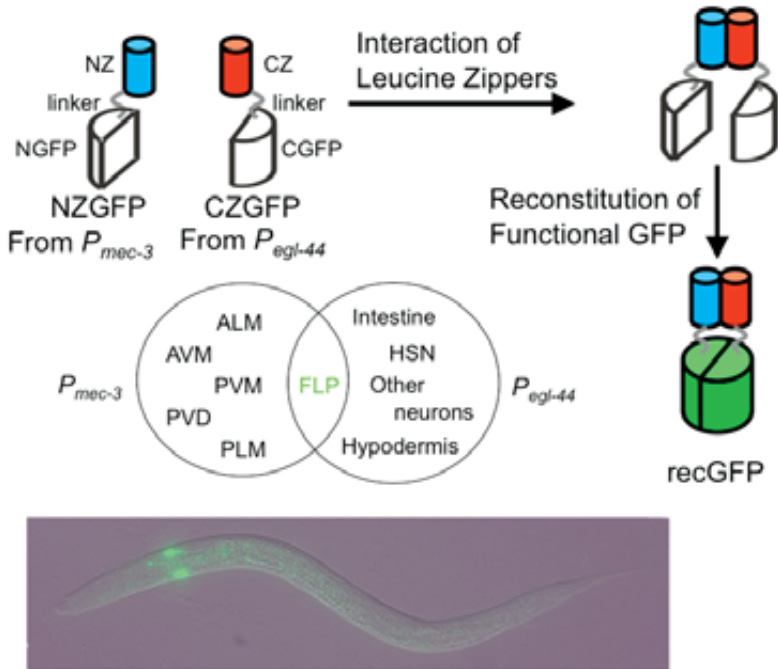 NZ
CZ
Interaction of
Leucine Zippers
linker
linker
NGFP
CGFP
NZGFP
CZGFP
From Pmec-3
From Pegl-44
Reconstitution of
Functional GFP
ALM
Intestine
AVM
HSN
Pmec-3
PVM
FLP
Other
neurons
Pegl-44
PVD
PLM
Hypodermis
recGFP